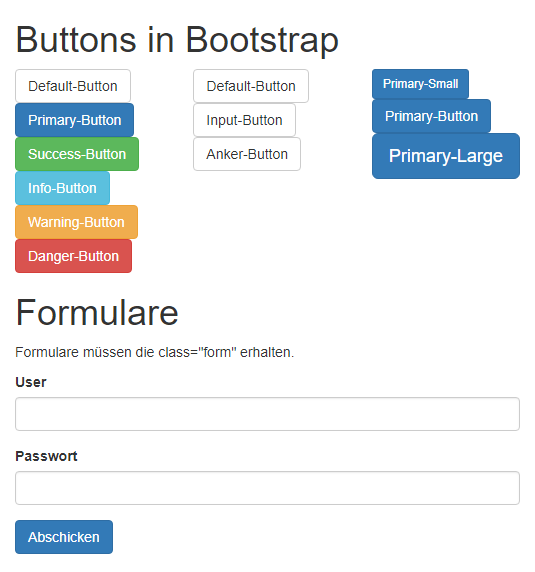 Buttons in Bootstrap
Default-Button
Primary-Button
Success-Button
Info-Button
Warning-Button
Danger-Button
Default-Button
Input-Button
Anker-Button
Primary-Small
Primary-Button
Primary-Large
Formulare
Formulare müssen die class="form" erhalten.
User
Passwort
Abschicken